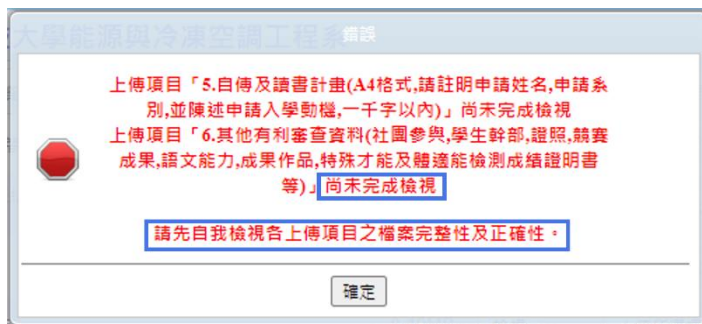 大學能源與冷凍空調工程系
錯誤
上傳項目「5.自傳及讀書計畫(A4格式,請註明申請姓名,申請系
別,並陳述申請入學動機,一千字以內)」尚未完成檢視
上傳項目「6.其他有利審查資料(社團參與,學生幹部,證照,競賽
成果,語文能力,成果作品,特殊才能及體適能檢測成績證明書
等)」尚未完成檢視
請先自我檢視各上傳項目之檔案完整性及正確性。
確定